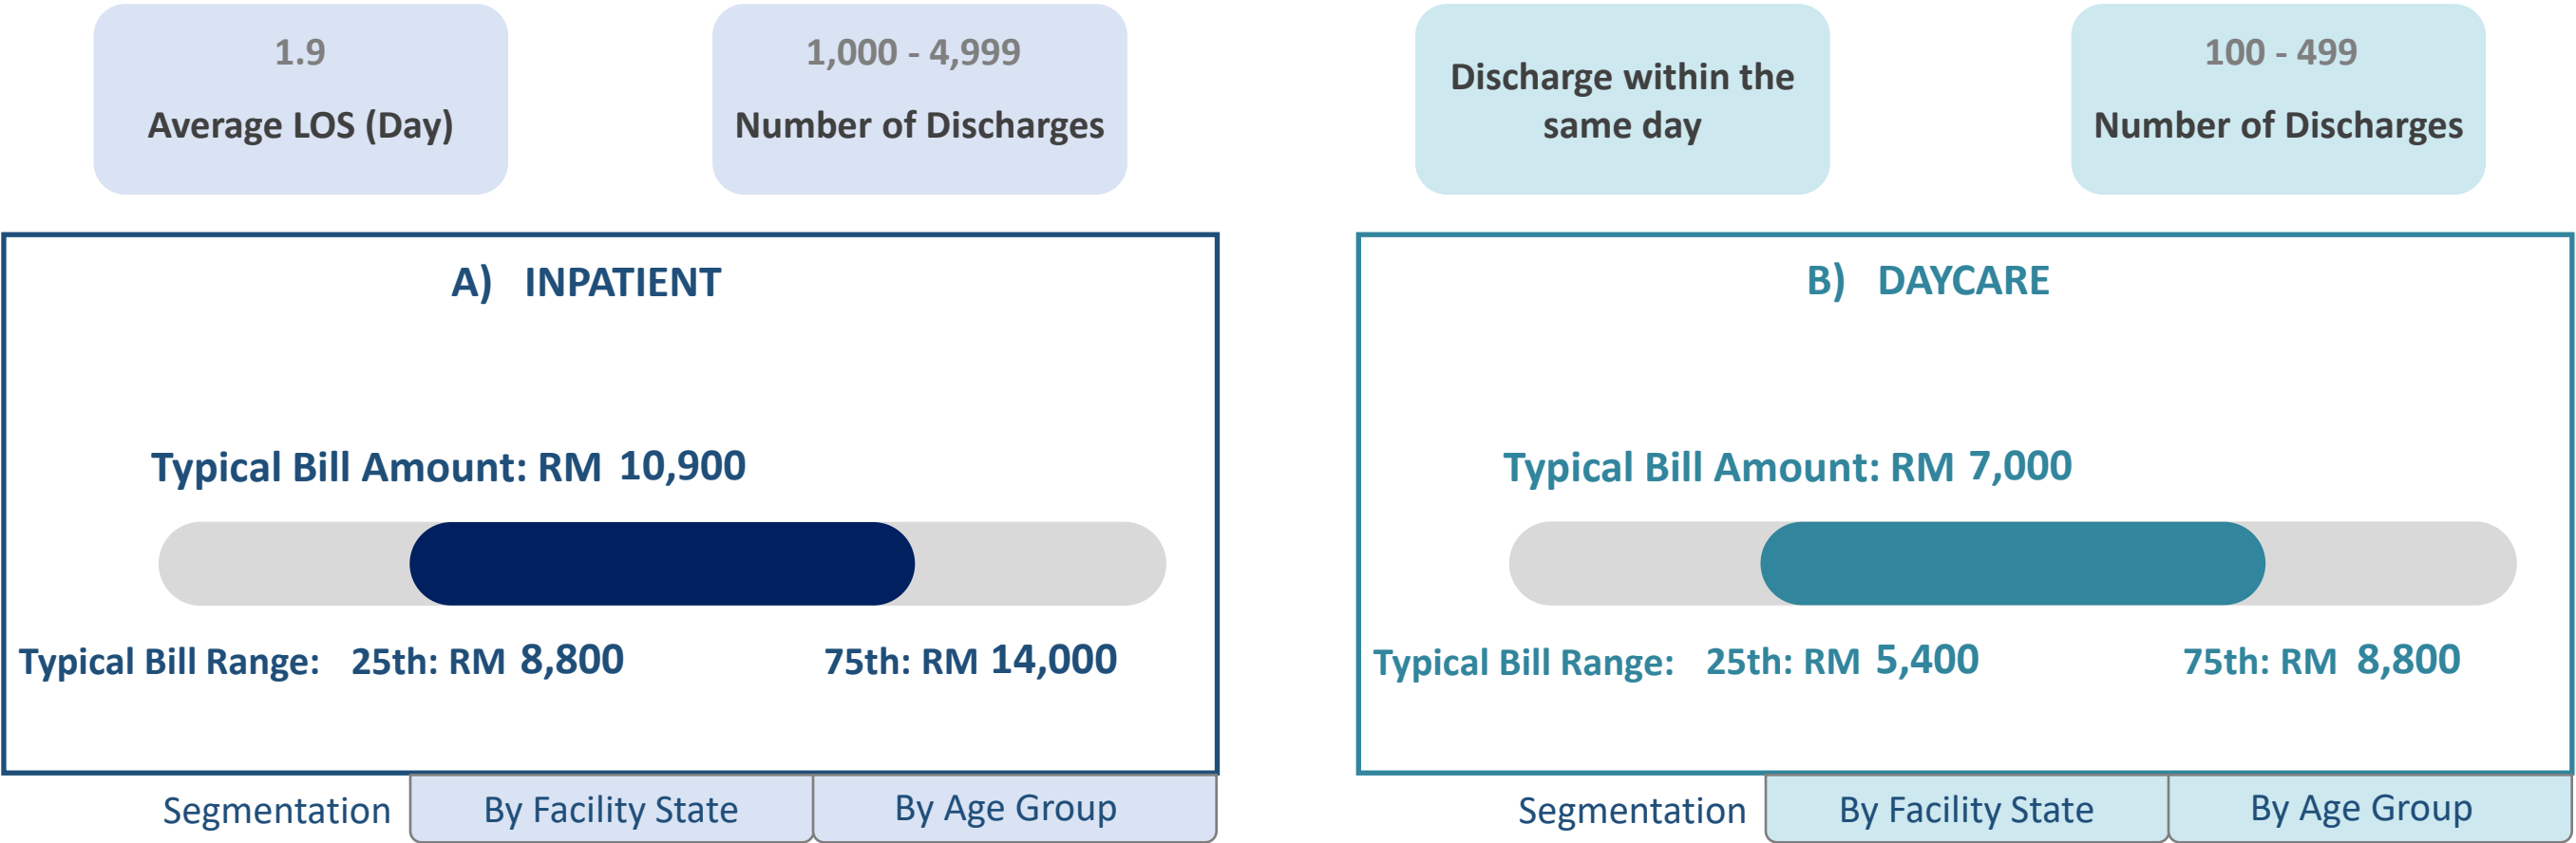 1.9
Average LOS (Day)
1,000 - 4,999
Number of Discharges
Discharge within the
same day
100 - 499
Number of Discharges
A) INPATIENT
Typical Bill Amount: RM 10,900
Typical Bill Range: 25th: RM 8,800 75th: RM 14,000
Segmentation By Facility State By Age Group
B) DAYCARE
Typical Bill Amount: RM 7,000
Typical Bill Range: 25th: RM 5,400 75th: RM 8,800
Segmentation By Facility State By Age Group